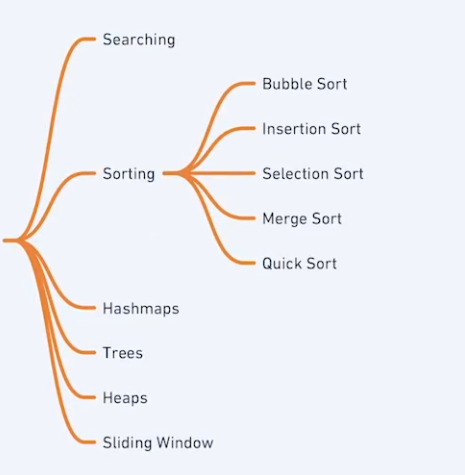 Searching
Sorting
Bubble Sort
Insertion Sort
Selection Sort
Merge Sort
Quick Sort
Hashmaps
Trees
Heaps
Sliding Window